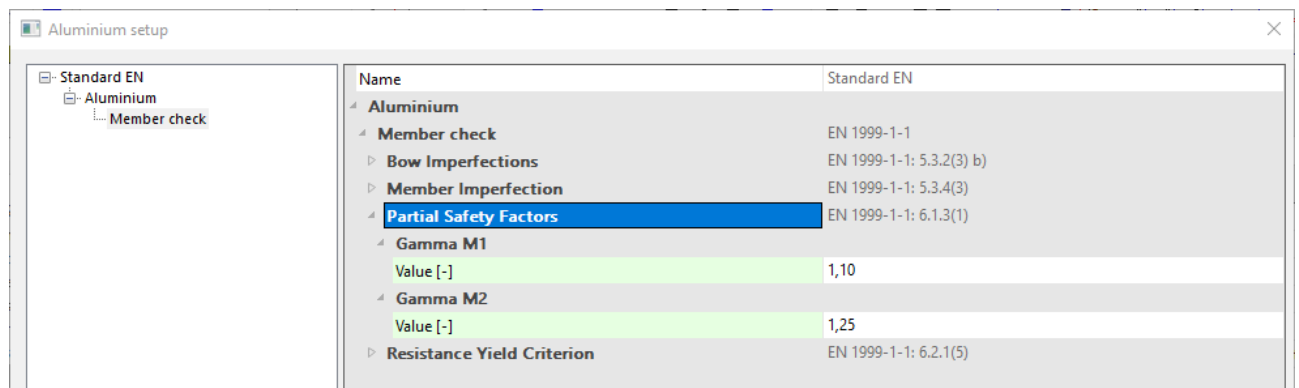 Aluminium setup
Standard EN
Aluminium
Member check
Name Standard EN
Aluminium
Member check EN 1999-1-1
Bow Imperfections EN 1999-1-1: 5.3.2(3) b)
Member Imperfection EN 1999-1-1: 5.3.4(3)
Partial Safety Factors EN 1999-1-1: 6.1.3(1)
Gamma M1
Value [-] 1,10
Gamma M2
Value [-] 1,25
Resistance Yield Criterion EN 1999-1-1: 6.2.1(5)